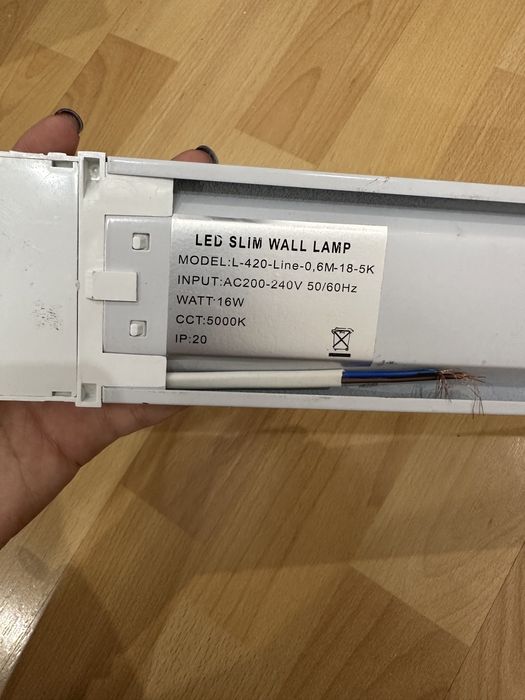 LED SLIM WALL LAMP
MODEL:L-420-Line-0,6M-18-5K
INPUT:AC200-240V 50/60Hz
WATT:16W
CCT:5000K
IP:20